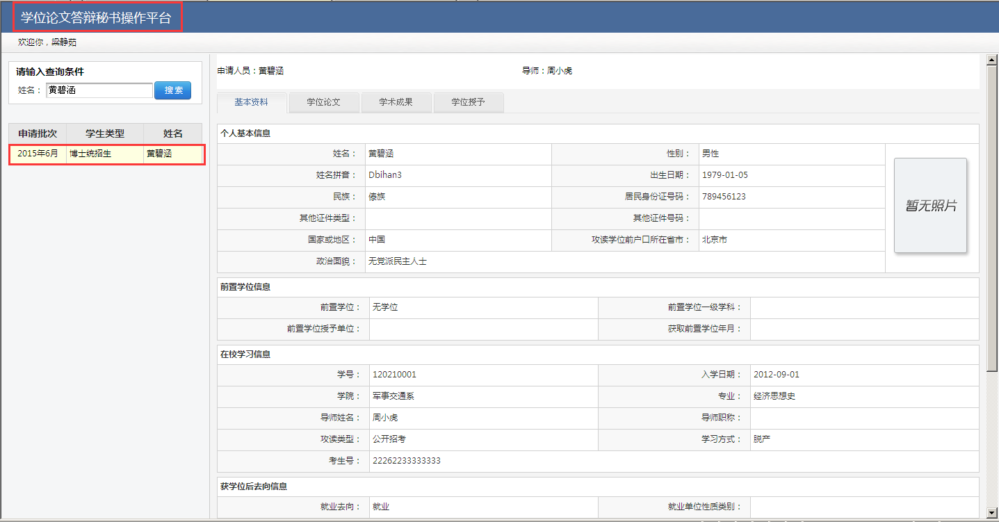 学位论文答辩秘书操作平台
欢迎你，梁静茹
请输入查询条件
姓名： 黄碧涵 搜索
申请批次 学生类型 姓名
2015年6月 博士统招生 黄碧涵
申请人员：黄碧涵 导师：周小虎
基本资料 学位论文 学术成果 学位授予
个人基本信息
姓名： 黄碧涵 性别： 男性
姓名拼音： Dbihan3 出生日期： 1979-01-05
民族： 傣族 居民身份证号码： 789456123
暂无照片
其他证件类型： 其他证件号码：
国家或地区： 中国 攻读学位前户口所在省市： 北京市
政治面貌： 无党派民主人士
前置学位信息
前置学位： 无学位 前置学位一级学科：
前置学位授予单位： 获取前置学位年月：
在校学习信息
学号： 120210001 入学日期： 2012-09-01
学院： 军事交通系 专业： 经济思想史
导师姓名： 周小虎 导师职称：
攻读类型： 公开招考 学习方式： 脱产
考生号： 22262233333333
获学位后去向信息
就业去向： 就业 就业单位性质类别：